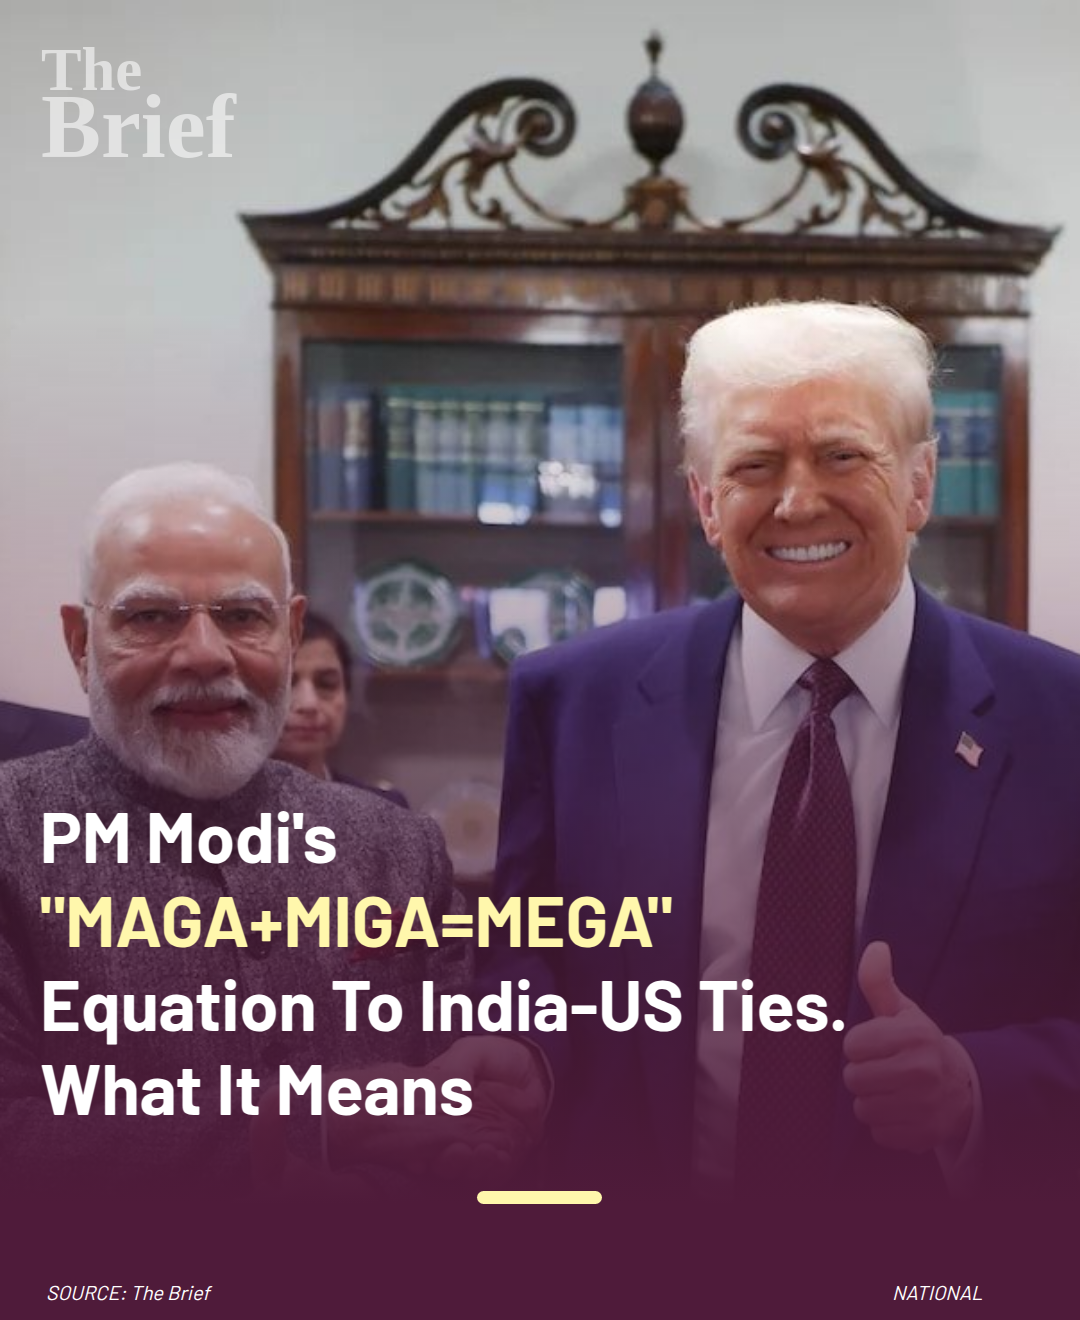 The
Brief
PM Modi's
"MAGA+MIGA=MEGA"
Equation To India-US Ties.
What It Means
SOURCE: The Brief
NATIONAL